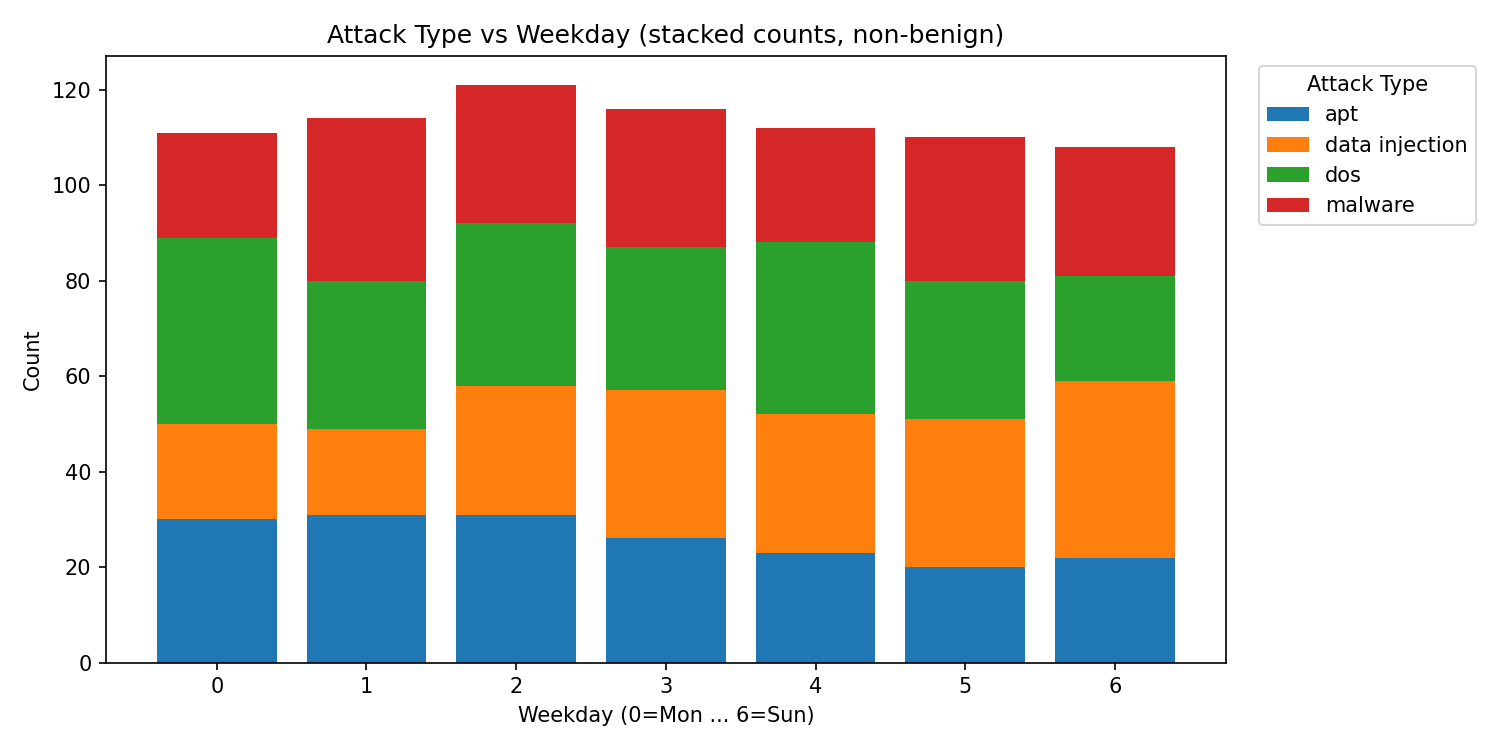 Attack Type vs Weekday (stacked counts, non-benign)
Attack Type
apt
data injection
dos
malware
120
100
80
60
40
20
0
Count
0 1 2 3 4 5 6
Weekday (0=Mon ... 6=Sun)